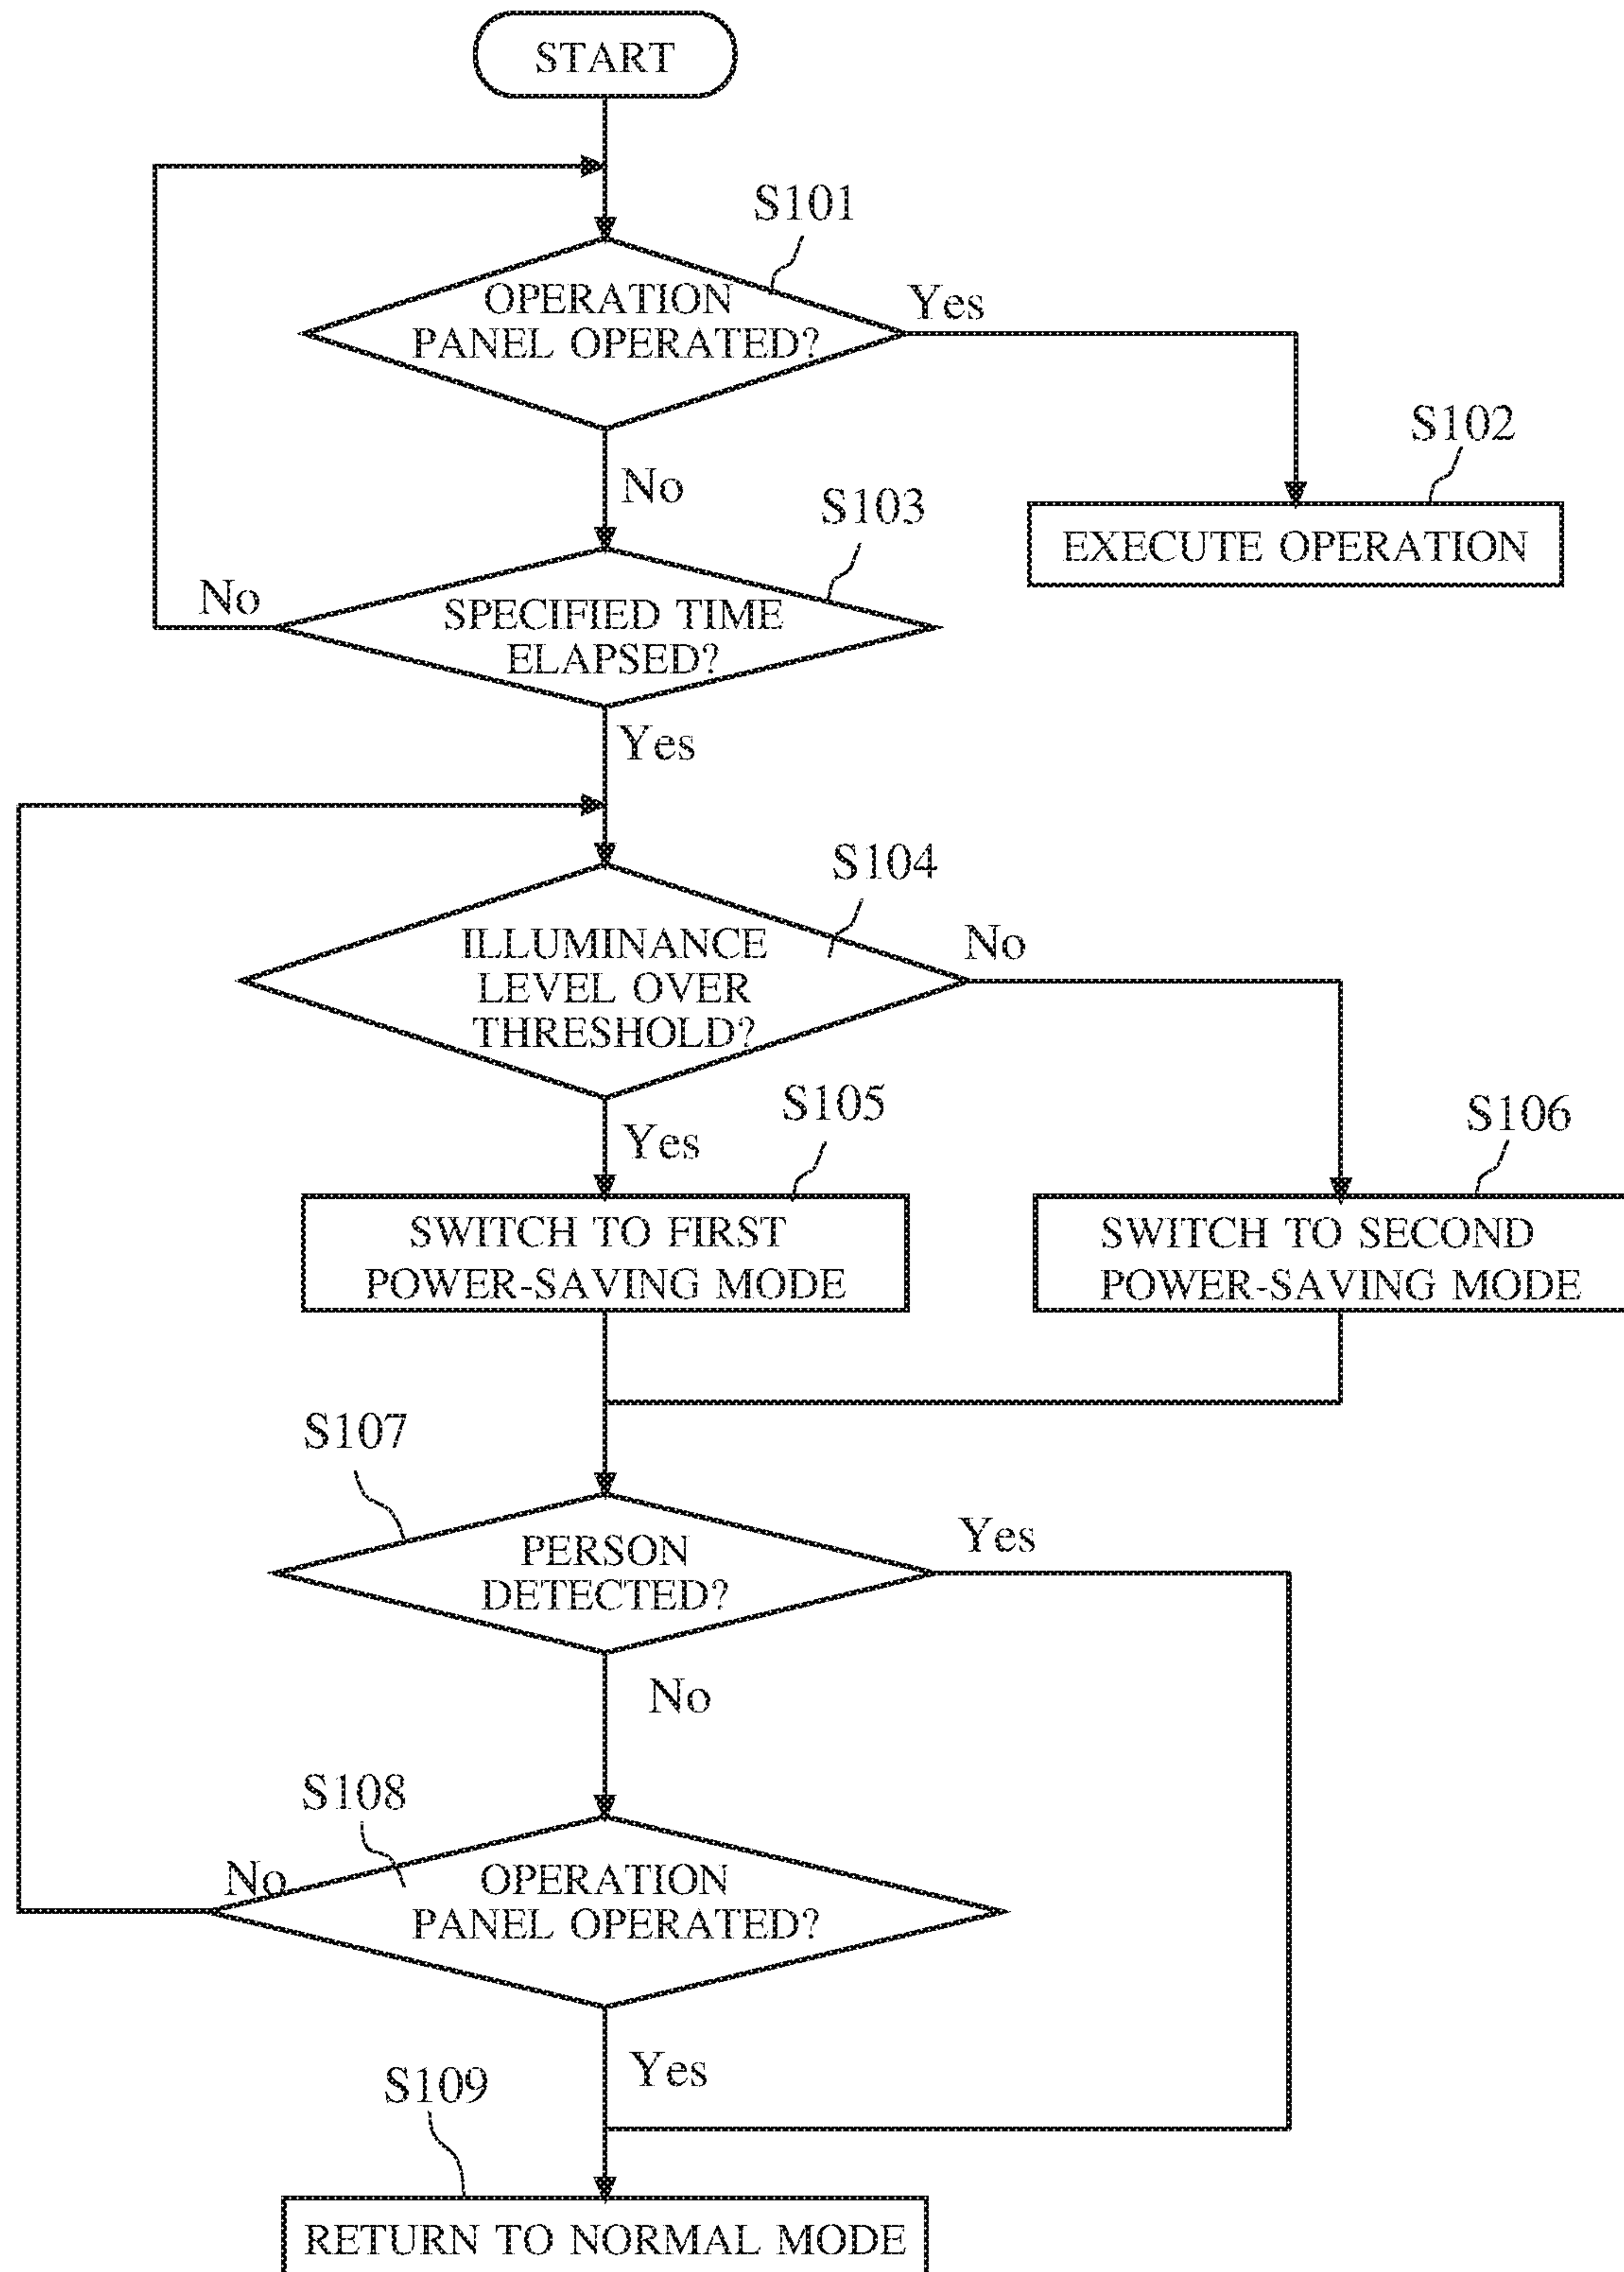 START
S101
OPERATION
PANEL OPERATED?
Yes
S102
EXECUTE OPERATION
No
S103
SPECIFIED TIME
ELAPSED?
No
Yes
S104
ILLUMINANCE
LEVEL OVER
THRESHOLD?
No
Yes
S105
SWITCH TO FIRST
POWER-SAVING MODE
S106
SWITCH TO SECOND
POWER-SAVING MODE
S107
PERSON
DETECTED?
Yes
No
S108
OPERATION
PANEL OPERATED?
No
Yes
S109
RETURN TO NORMAL MODE